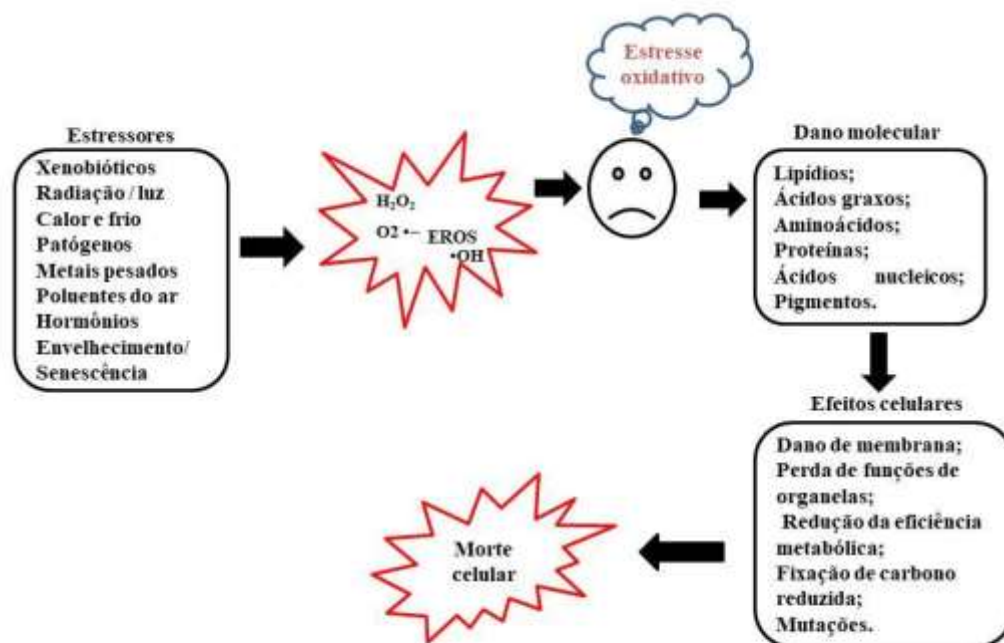 Estresse
oxidativo
Estressores
Xenobióticos
Radiação / luz
Calor e frio
Patógenos
Metais pesados
Poluentes do ar
Hormônios
Envelhecimento/
Senescência
H₂O₂
O2 •− EROS
•OH
Dano molecular
Lipídios;
Ácidos graxos;
Aminoácidos;
Proteínas;
Ácidos nucleicos;
Pigmentos.
Efeitos celulares
Dano de membrana;
Perda de funções de
organelas;
Redução da eficiência
metabólica;
Fixação de carbono
reduzida;
Mutações.
Morte
celular